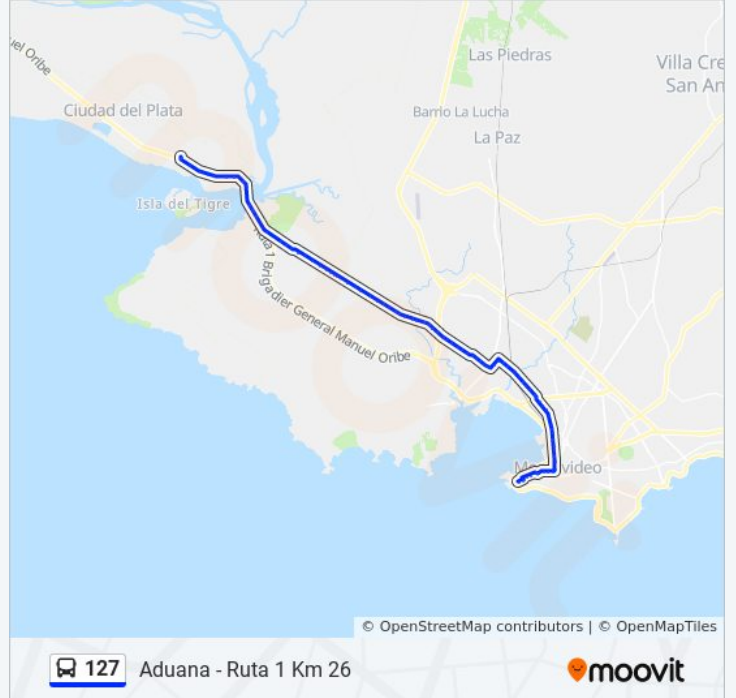 uel Oribe
Las Piedras
Villa Cre
San An
Ciudad del Plata
Barrio La Lucha
La Paz
Isla del Tigre
Ruta 1 Brigadier General Manuel Oribe
Montevideo
© OpenStreetMap contributors | © OpenMapTiles
127 Aduana - Ruta 1 Km 26
moovit